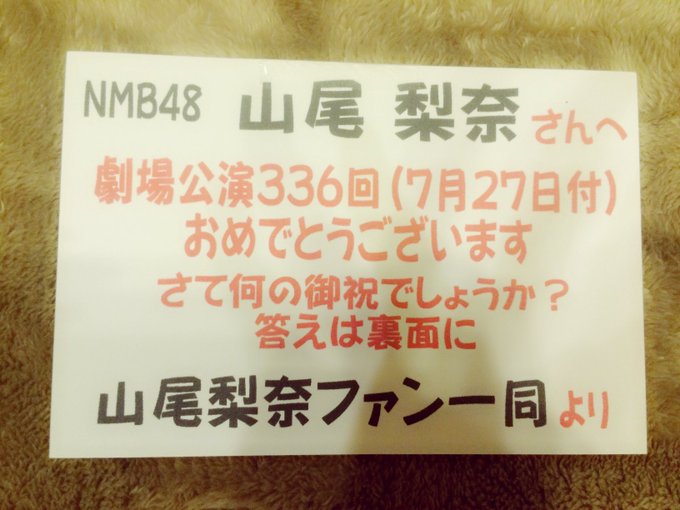 NMB48 山尾 梨奈さんへ
劇場公演336回(7月27日付)
おめでとうございます
さて何の御祝でしょうか?
答えは裏面に
山尾梨奈ファン一同より